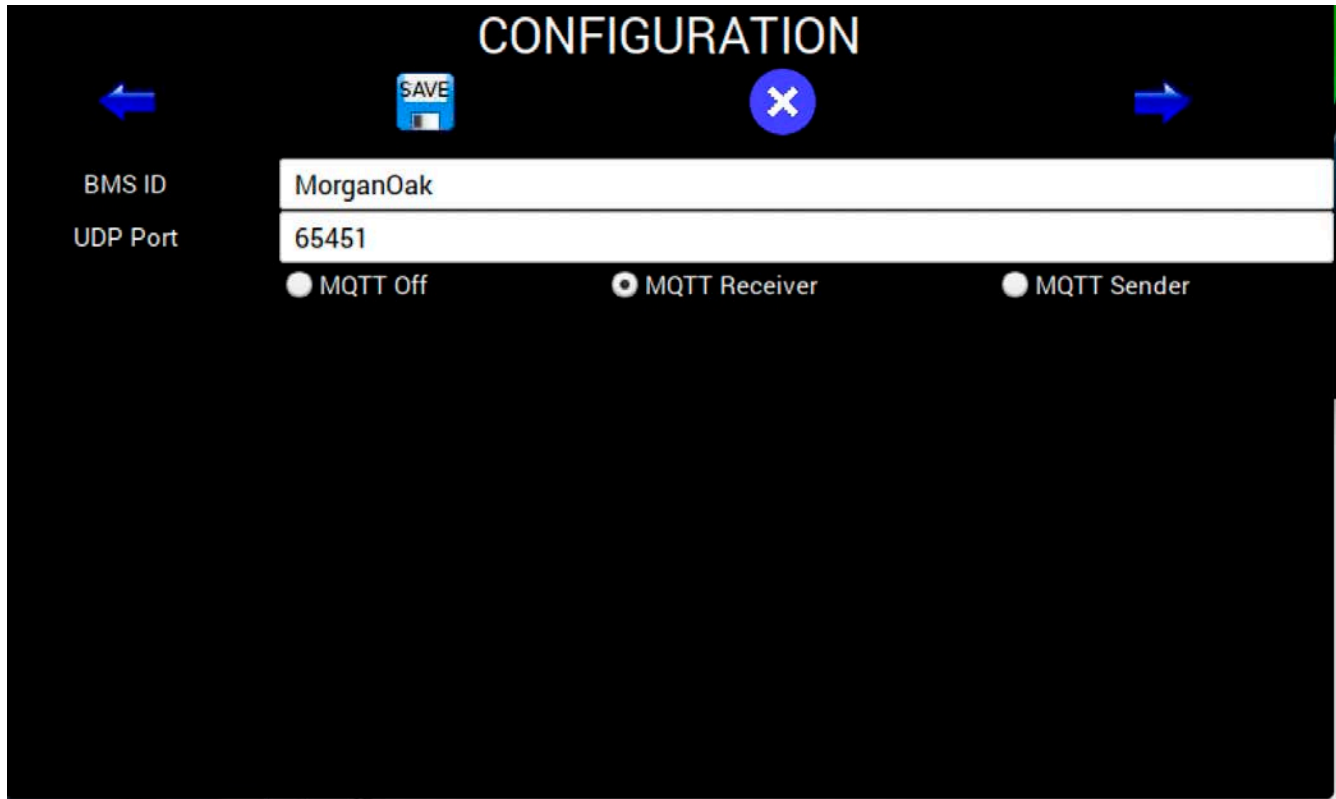 CONFIGURATION
SAVE
BMS ID MorganOak
UDP Port 65451
MQTT Off MQTT Receiver MQTT Sender